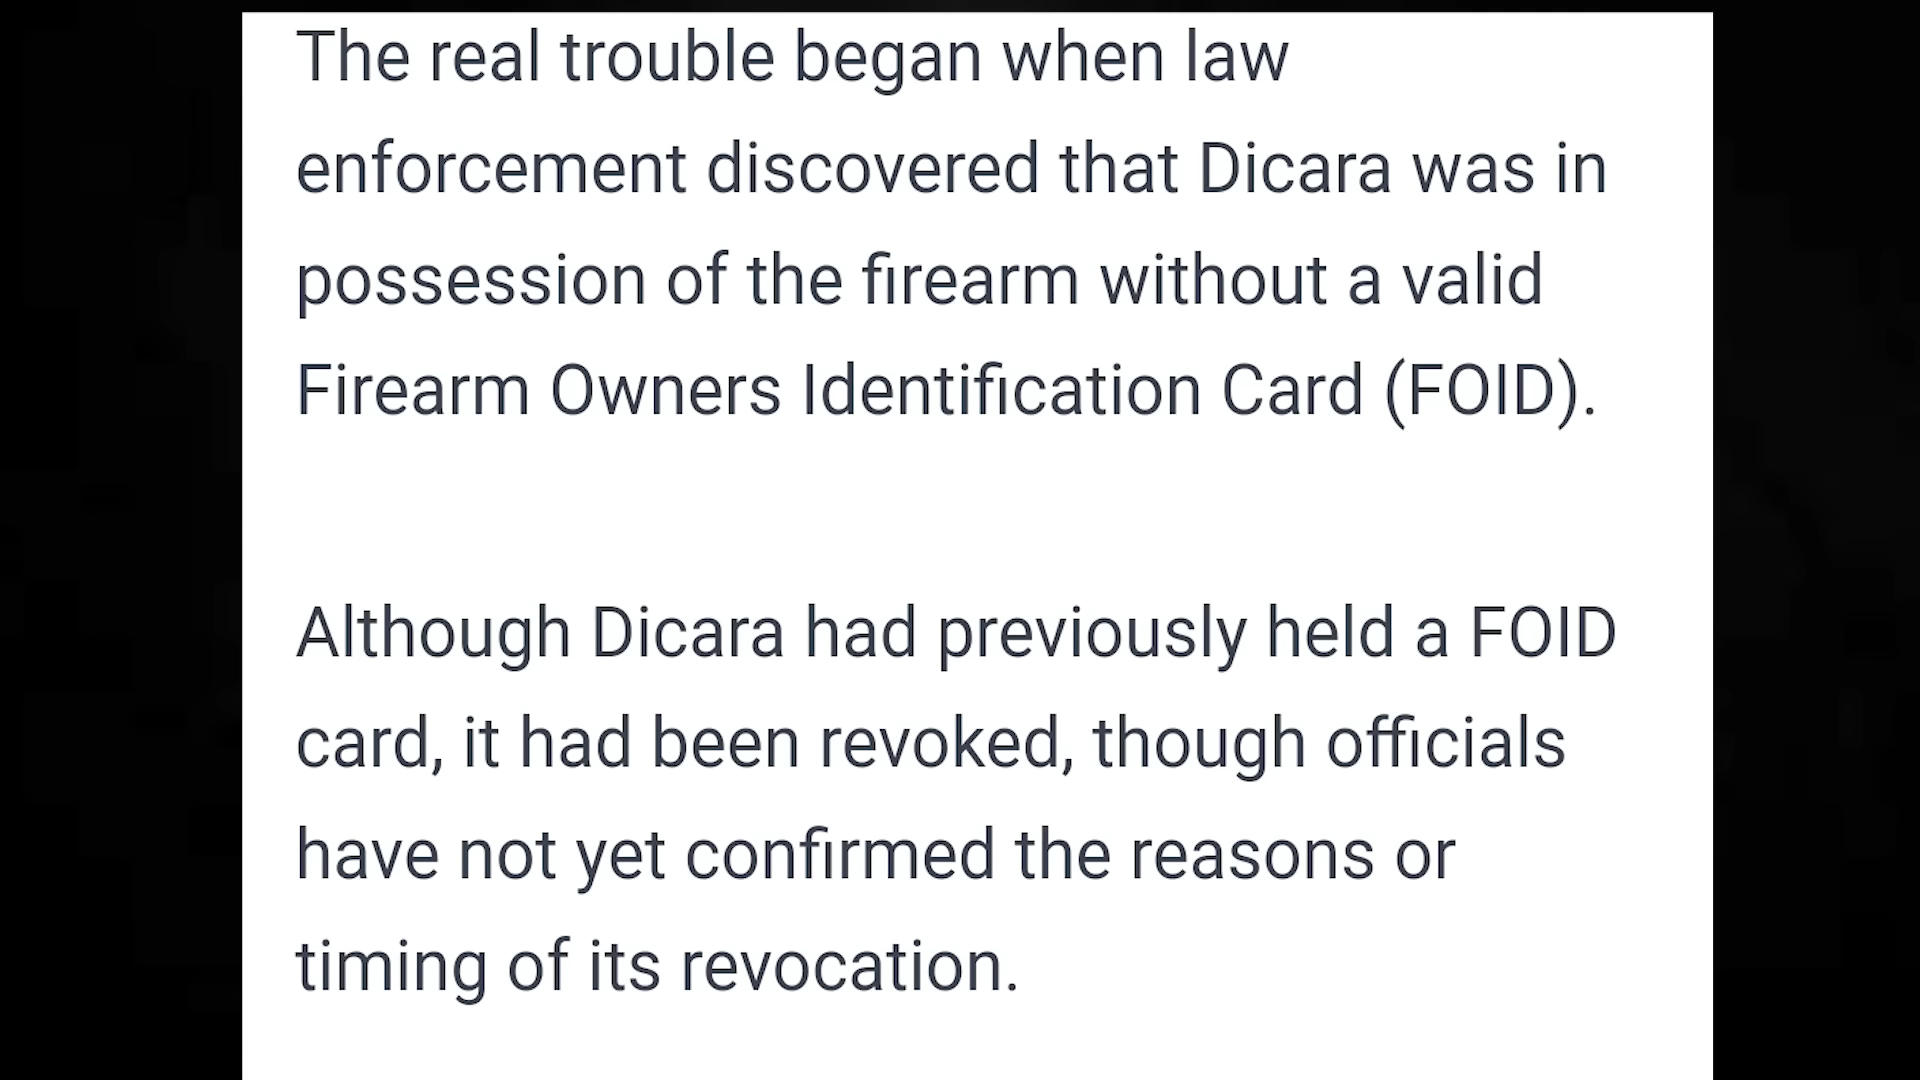 The real trouble began when law
enforcement discovered that Dicara was in
possession of the firearm without a valid
Firearm Owners Identification Card (FOID).
Although Dicara had previously held a FOID
card, it had been revoked, though officials
have not yet confirmed the reasons or
timing of its revocation.